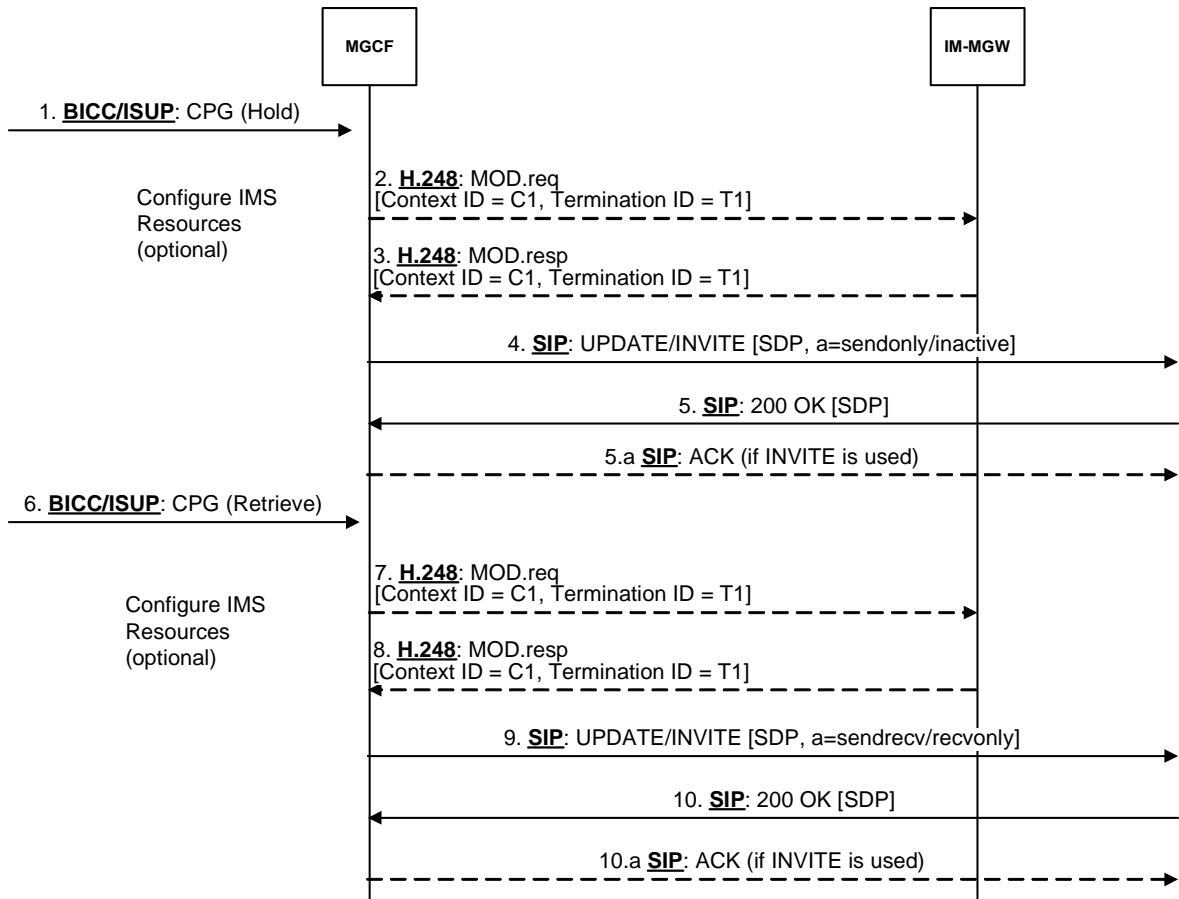 MGCF
IM-MGW
1. BICC/ISUP: CPG (Hold)
Configure IMS
Resources
(optional)
2. H.248: MOD.req
[Context ID = C1, Termination ID = T1]
3. H.248: MOD.resp
[Context ID = C1, Termination ID = T1]
4. SIP: UPDATE/INVITE [SDP, a=sendonly/inactive]
5. SIP: 200 OK [SDP]
5.a SIP: ACK (if INVITE is used)
6. BICC/ISUP: CPG (Retrieve)
Configure IMS
Resources
(optional)
7. H.248: MOD.req
[Context ID = C1, Termination ID = T1]
8. H.248: MOD.resp
[Context ID = C1, Termination ID = T1]
9. SIP: UPDATE/INVITE [SDP, a=sendrecv/recvonly]
10. SIP: 200 OK [SDP]
10.a SIP: ACK (if INVITE is used)